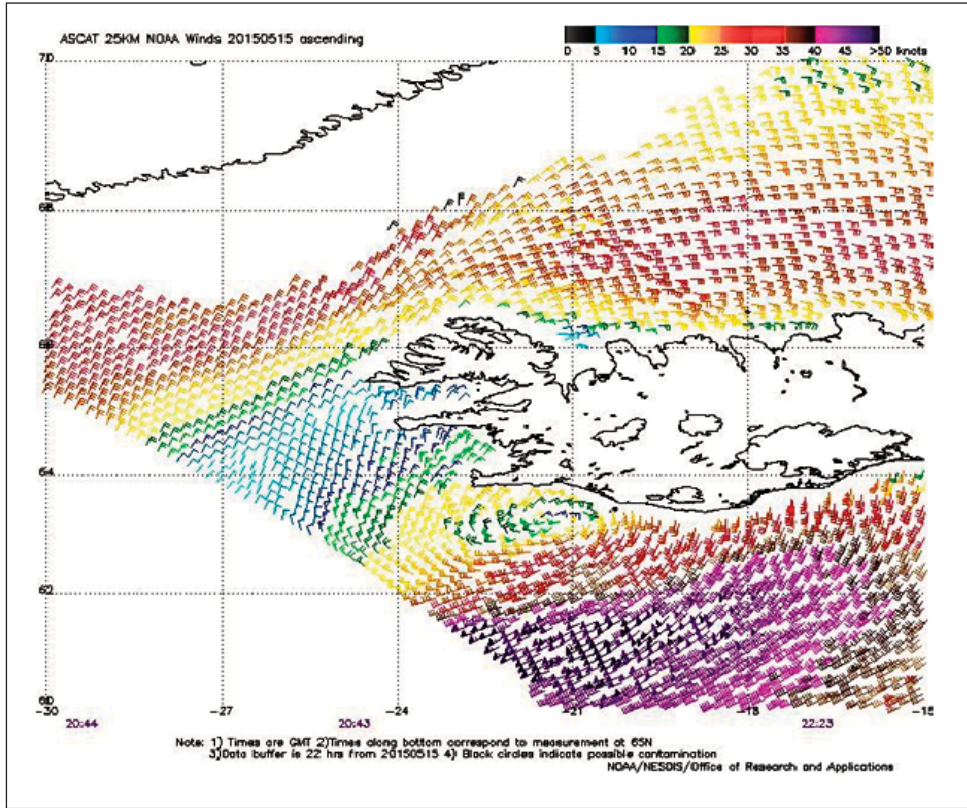 ASCAT 25KM NOAA Winds 20150515 ascending
0 5 10 15 20 25 30 35 40 45 >50 knots
70
68
66
64
62
60
-30 -27 -24 -21 -18 -15
20:44 20:43 22:23
Note: 1) Times are GMT 2)Times along bottom correspond to measurement at 65N
3)Data buffer is 22 hrs from 20150515 4) Black circles indicate possible contamination
NOAA/NESDIS/Office of Research and Applications